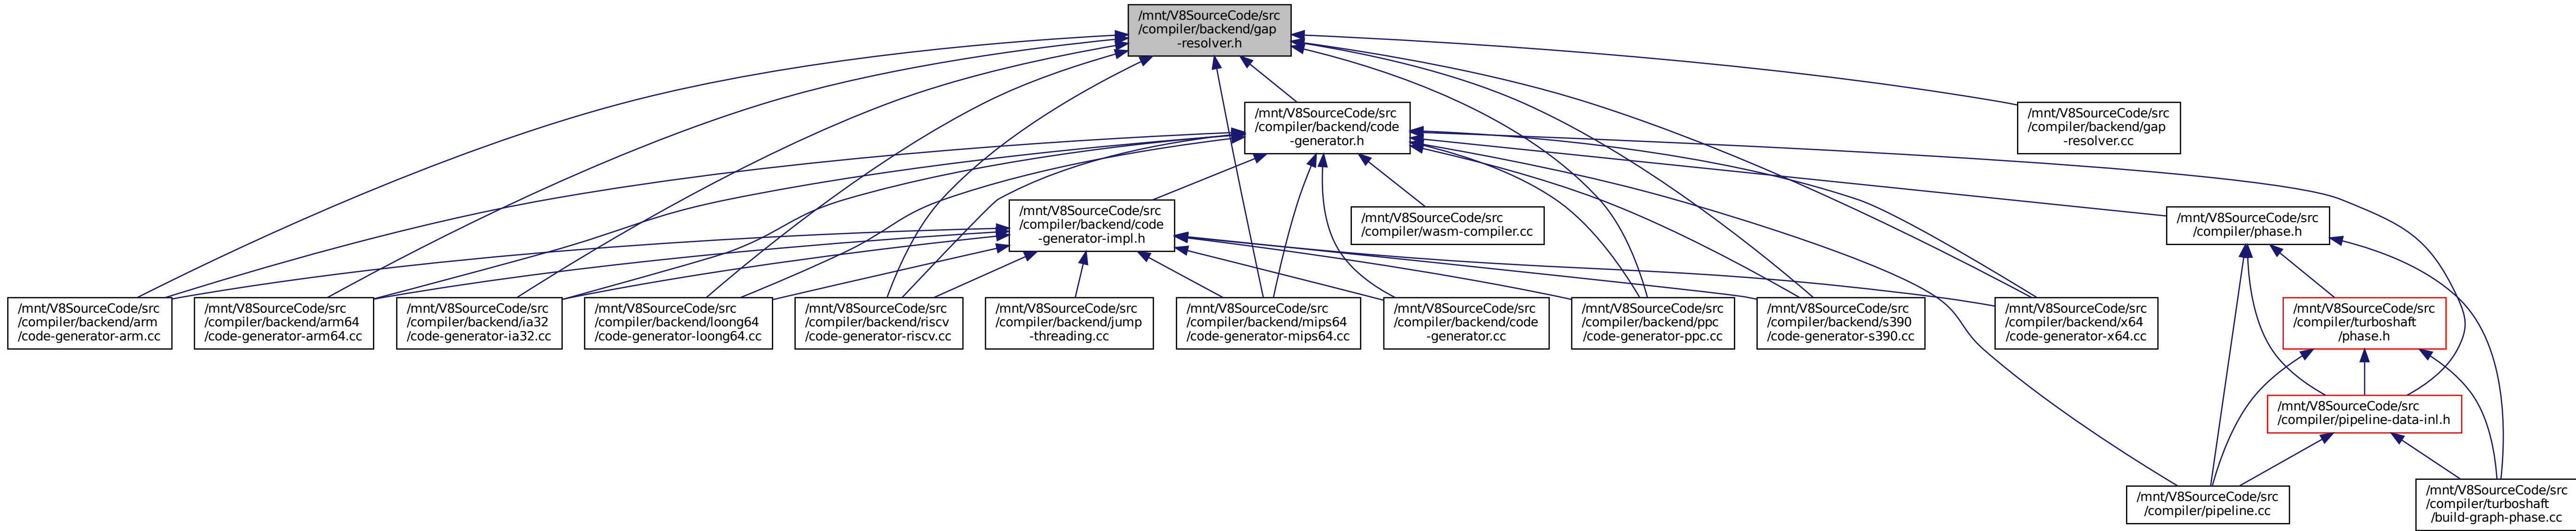 /mnt/V8SourceCode/src
/compiler/backend/gap
-resolver.h
/mnt/V8SourceCode/src
/compiler/backend/code
-generator.h
/mnt/V8SourceCode/src
/compiler/backend/gap
-resolver.cc
/mnt/V8SourceCode/src
/compiler/backend/code
-generator-impl.h
/mnt/V8SourceCode/src
/compiler/wasm-compiler.cc
/mnt/V8SourceCode/src
/compiler/phase.h
/mnt/V8SourceCode/src
/compiler/backend/arm
/code-generator-arm.cc
/mnt/V8SourceCode/src
/compiler/backend/arm64
/code-generator-arm64.cc
/mnt/V8SourceCode/src
/compiler/backend/ia32
/code-generator-ia32.cc
/mnt/V8SourceCode/src
/compiler/backend/loong64
/code-generator-loong64.cc
/mnt/V8SourceCode/src
/compiler/backend/riscv
/code-generator-riscv.cc
/mnt/V8SourceCode/src
/compiler/backend/jump
-threading.cc
/mnt/V8SourceCode/src
/compiler/backend/mips64
/code-generator-mips64.cc
/mnt/V8SourceCode/src
/compiler/backend/code
-generator.cc
/mnt/V8SourceCode/src
/compiler/backend/ppc
/code-generator-ppc.cc
/mnt/V8SourceCode/src
/compiler/backend/s390
/code-generator-s390.cc
/mnt/V8SourceCode/src
/compiler/backend/x64
/code-generator-x64.cc
/mnt/V8SourceCode/src
/compiler/turboshaft
/phase.h
/mnt/V8SourceCode/src
/compiler/pipeline-data-inl.h
/mnt/V8SourceCode/src
/compiler/pipeline.cc
/mnt/V8SourceCode/src
/compiler/turboshaft
/build-graph-phase.cc